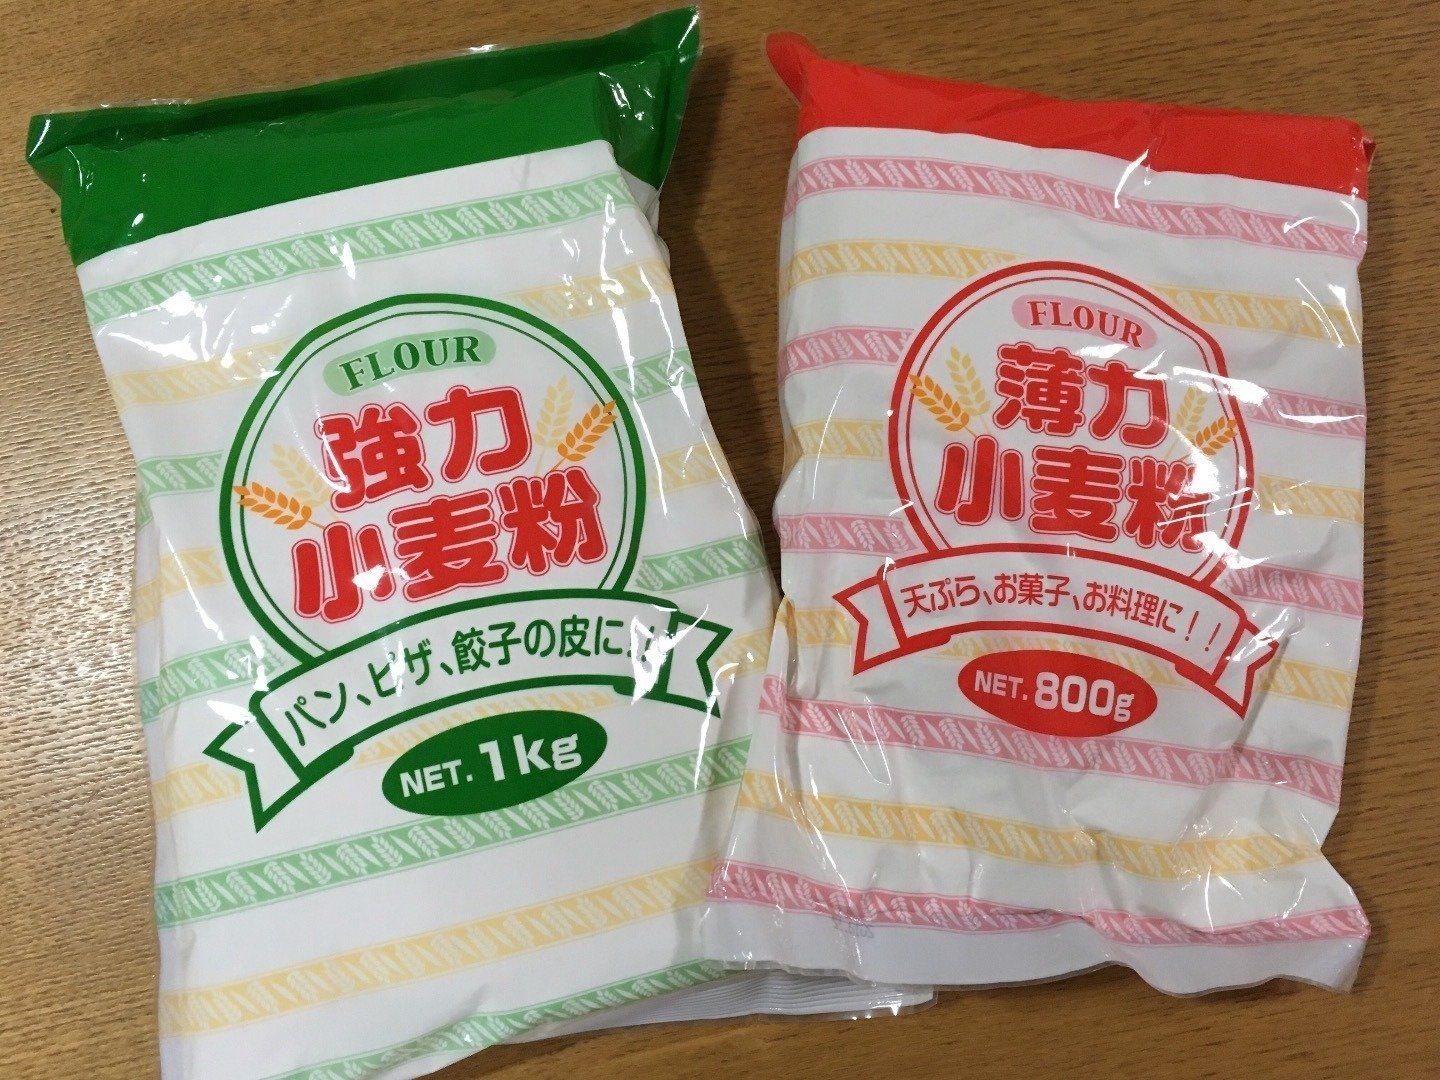 FLOUR
強力
小麦粉
パン、ピザ、餃子の皮に!!
NET. 1kg
FLOUR
薄力
小麦粉
天ぷら、お菓子、お料理に!!
NET. 800g